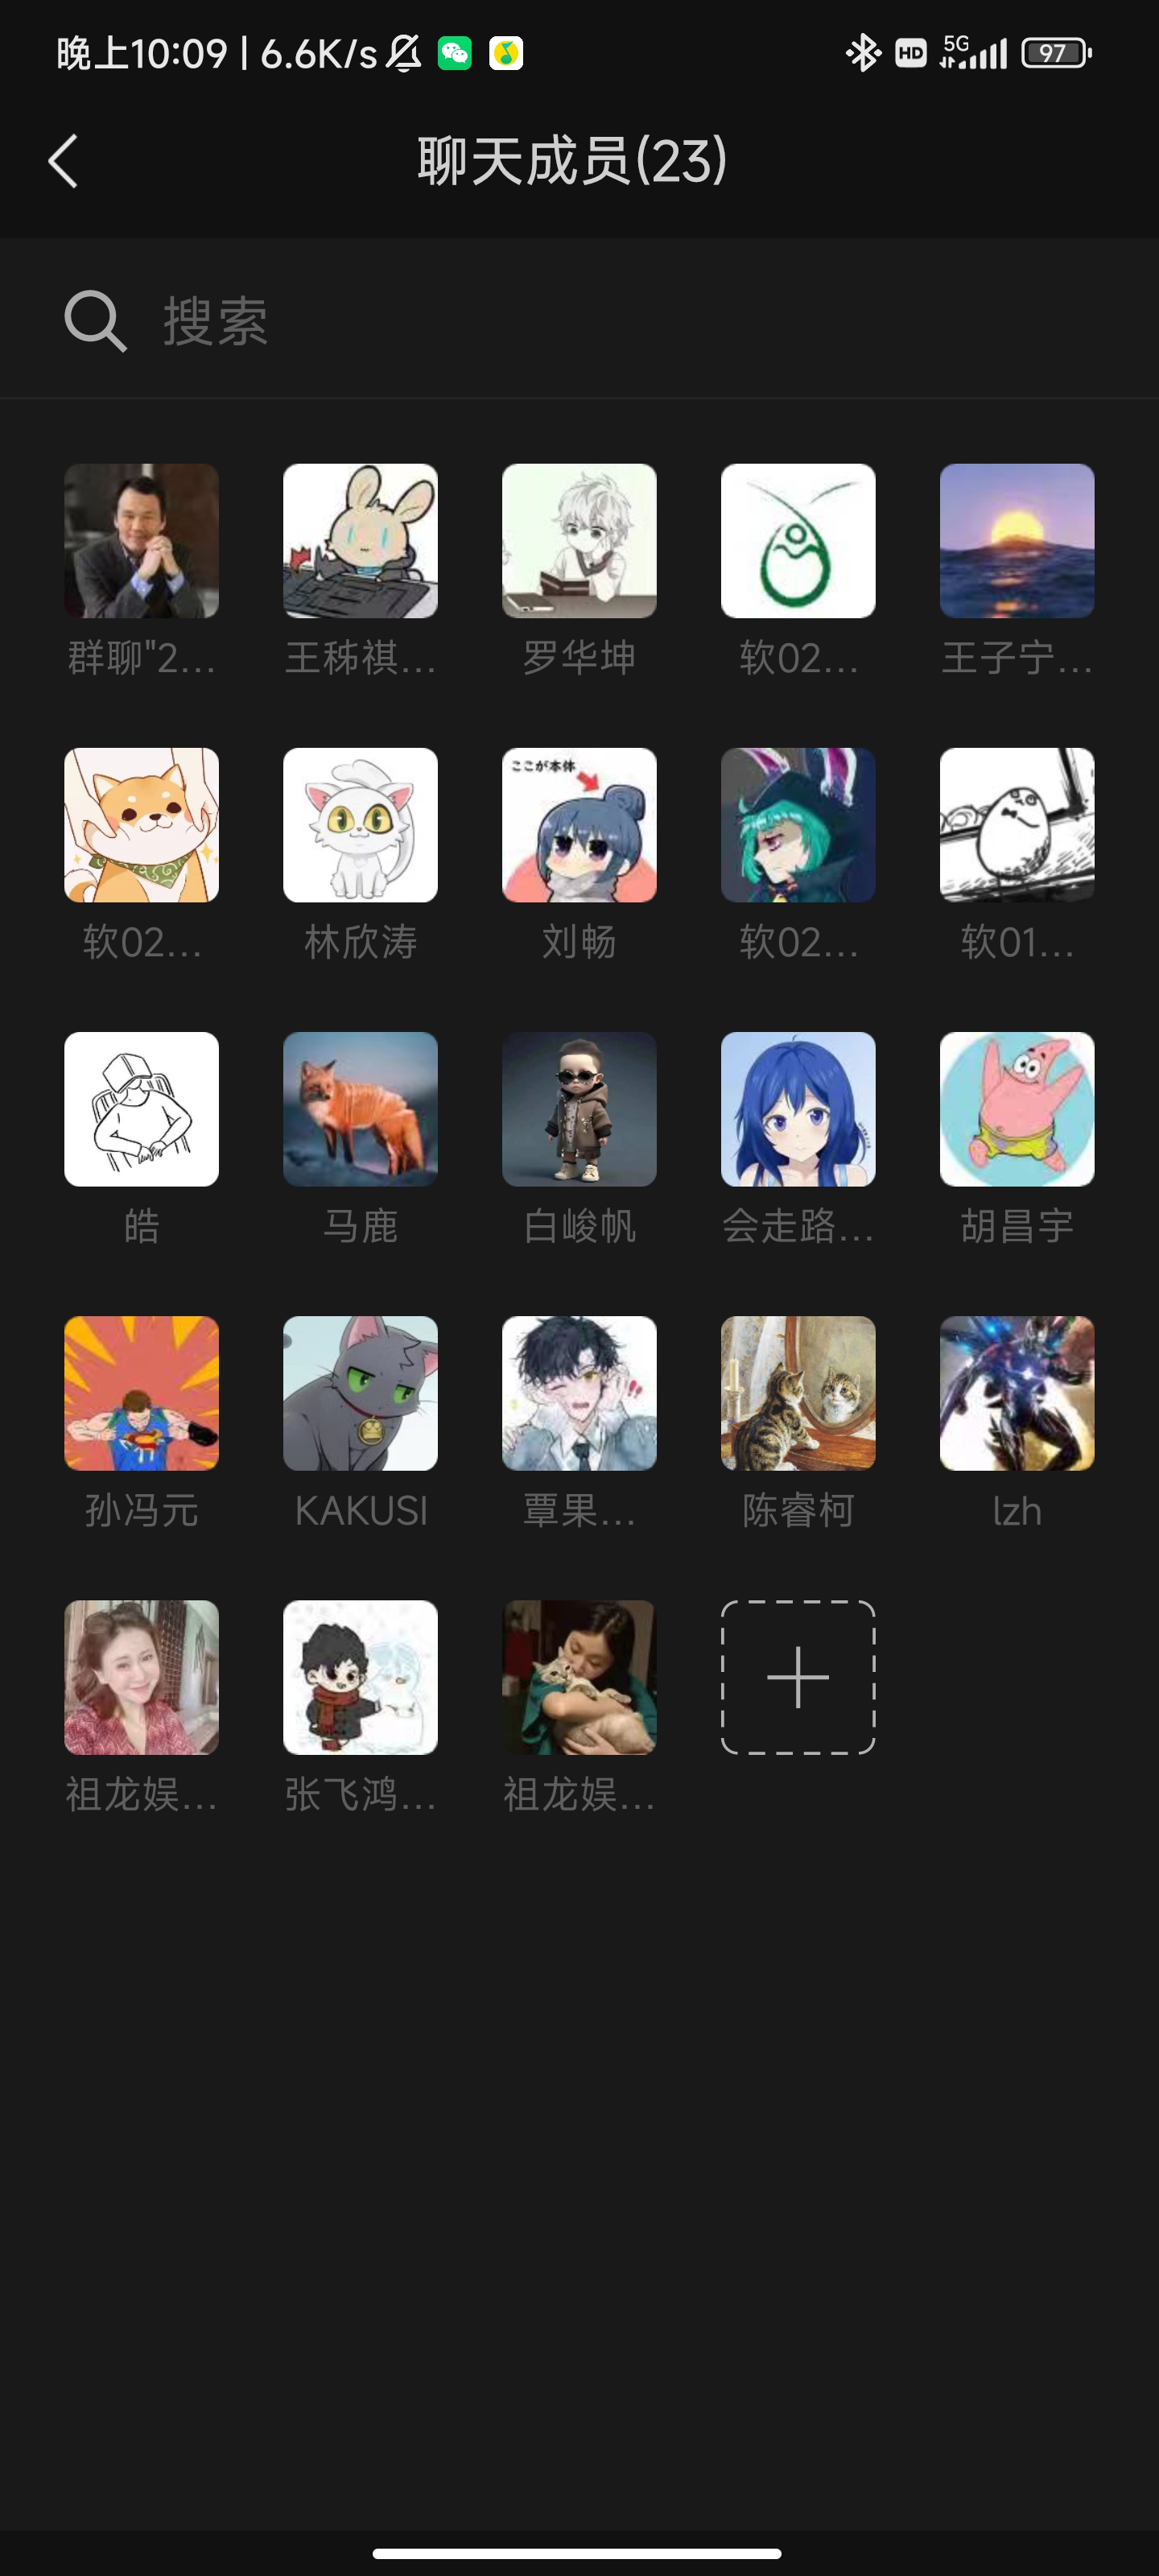 晚上10:09 | 6.6K/s
HD 5G 97
聊天成员(23)
搜索
群聊"2... 王秭祺... 罗华坤 软02... 王子宁...
ここが本体
软02... 林欣涛 刘畅 软02... 软01...
皓 马鹿 白峻帆 会走路... 胡昌宇
孙冯元 KAKUSI 覃果... 陈睿柯 lzh
祖龙娱... 张飞鸿... 祖龙娱...